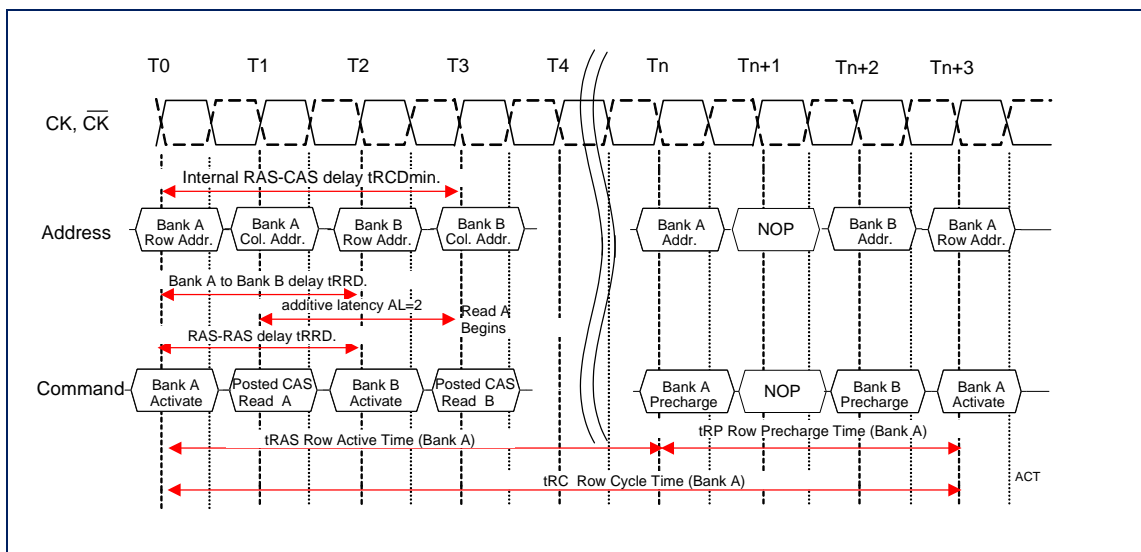 T0 T1 T2 T3 T4 Tn Tn+1 Tn+2 Tn+3
CK, CK
Internal RAS-CAS delay tRCDmin.
Address
Bank A
Row Addr.
Bank A
Col. Addr.
Bank B
Row Addr.
Bank B
Col. Addr.
Bank A
Addr.
NOP
Bank B
Addr.
Bank A
Row Addr.
Bank A to Bank B delay tRRD.
additive latency AL=2
Read A
Begins
RAS-RAS delay tRRD.
Command
Bank A
Activate
Posted CAS
Read A
Bank B
Activate
Posted CAS
Read B
Bank A
Precharge
NOP
Bank B
Precharge
Bank A
Activate
tRAS Row Active Time (Bank A)
tRP Row Precharge Time (Bank A)
tRC Row Cycle Time (Bank A)
ACT